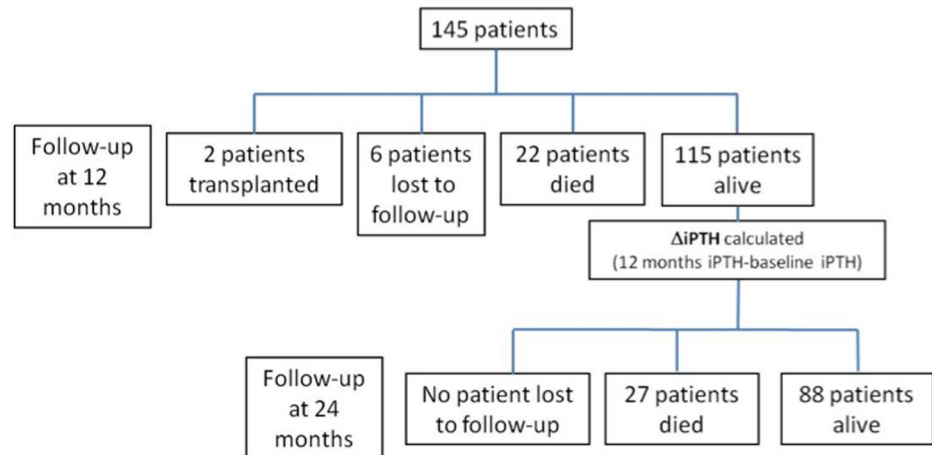 145 patients
Follow-up
at 12
months
2 patients
transplanted
6 patients
lost to
follow-up
22 patients
died
115 patients
alive
ΔiPTH calculated
(12 months iPTH-baseline iPTH)
Follow-up
at 24
months
No patient lost
to follow-up
27 patients
died
88 patients
alive